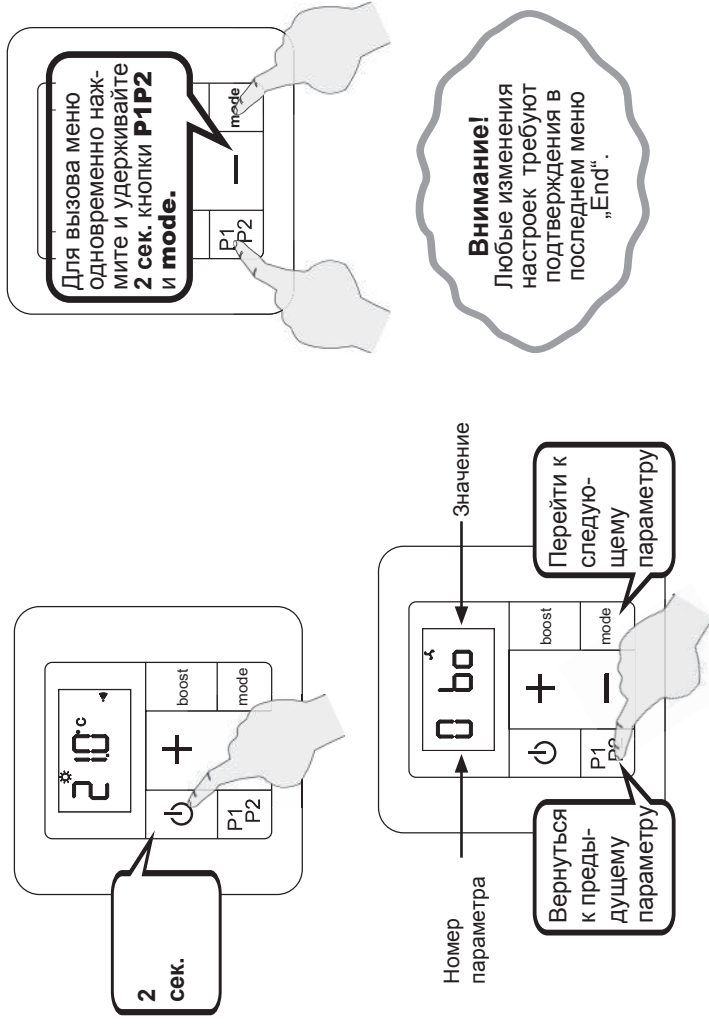 2
сек.
21.0°c
boost
+
P1
P2
mode
Для вызова меню
одновременно наж-
мите и удерживайте
2 сек. кнопки P1P2
и mode.
P1
P2
–
mode
Номер
параметра
Значение
0 bo
boost
+
P1
P2
–
mode
Вернуться
к преды-
дущему
параметру
Перейти к
следую-
щему
параметру
Внимание!
Любые изменения
настроек требуют
подтверждения в
последнем меню
„End“.